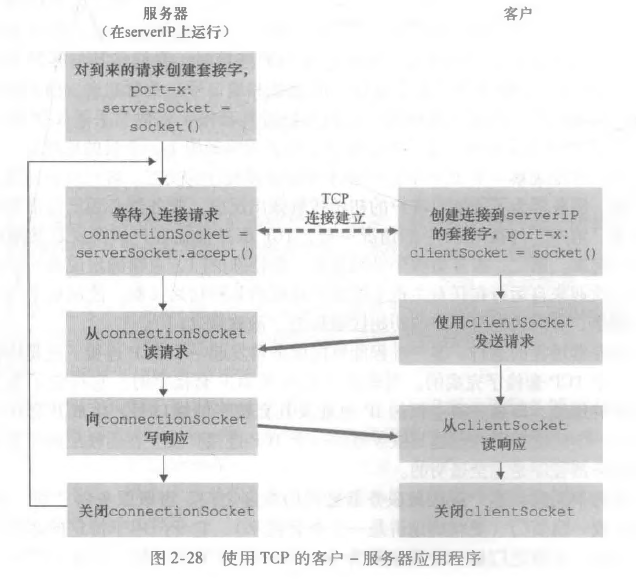 服务器
（在serverIP上运行）
客户
对到来的请求创建套接字，
port=x:
serverSocket =
socket()
等待入连接请求
connectionSocket =
serverSocket.accept()
TCP
连接建立
创建连接到serverIP
的套接字，port=x:
clientSocket = socket()
从connectionSocket
读请求
使用clientSocket
发送请求
向connectionSocket
写响应
从clientSocket
读响应
关闭connectionSocket
关闭clientSocket
图 2-28 使用 TCP 的客户 – 服务器应用程序